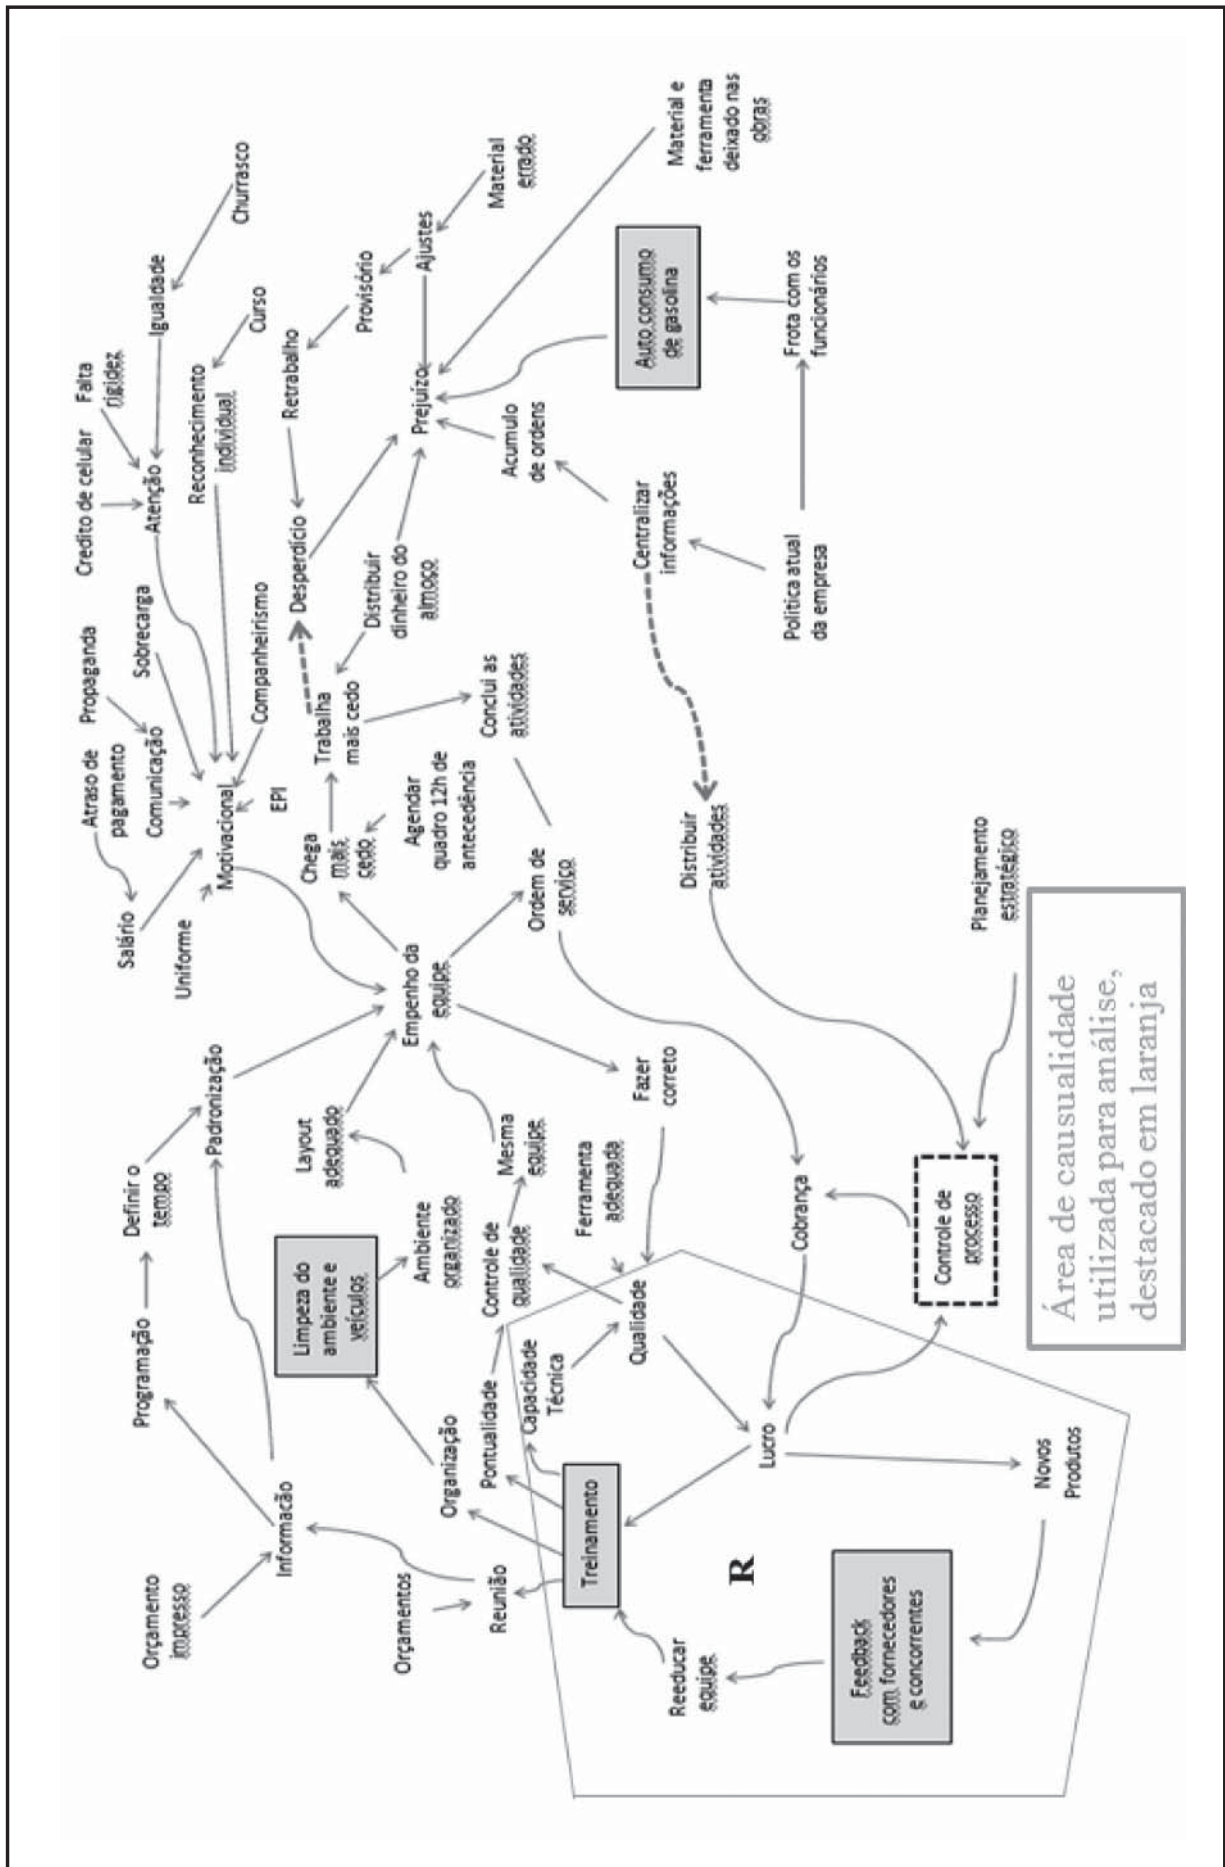 Orçamento
impresso
Programação
Definir o
tempo
Padronização
Informacão
Orçamentos
Reunião
Organização
Pontualidade
Capacidade
Técnica
Treinamento
Reeducar
equipe
R
Feedback
com fornecedores
e concorrentes
Novos
Produtos
Lucro
Qualidade
Ferramenta
adequada
Controle de
qualidade
Mesma
equipe
Limpeza do
ambiente e
veículos
Ambiente
organizado
Layout
adequado
Fazer
correto
Cobrança
Controle de
processo
Planejamento
estratégico
Área de causualidade
utilizada para análise,
destacado em laranja
Empenho da
equipe
Ordem de
serviço
Distribuir
atividades
Salário
Uniforme
Atraso de
pagamento
Propaganda
Comunicação
Sobrecarga
Motivacional
EPI
Companheirismo
Chega
mais
cedo
Agendar
quadro 12h de
antecedência
Trabalha
mais cedo
Conclui as
atividades
Credito de celular
Falta
rigidez
Atenção
Igualdade
Churrasco
Reconhecimento
individual
Curso
Desperdício
Retrabalho
Provisório
Ajustes
Material
errado
Distribuir
dinheiro do
almoço
Prejuízo
Acumulo
de ordens
Centralizar
informações
Politica atual
da empresa
Frota com os
funcionários
Auto consumo
de gasolina
Material e
ferramenta
deixado nas
obras